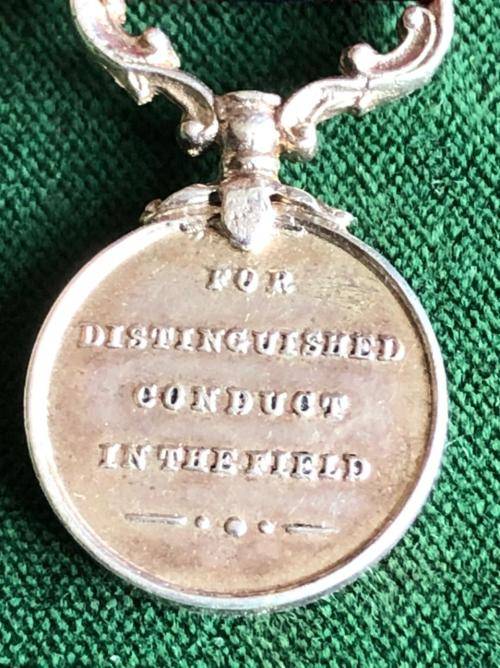 FOR
DISTINGUISHED
CONDUCT
IN THE FIELD